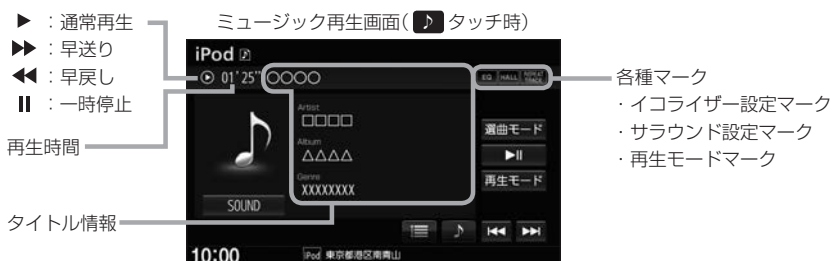 ▶ ：通常再生
▶▶ ：早送り
◀◀ ：早戻し
II ：一時停止
再生時間
タイトル情報
ミュージック再生画面(♪タッチ時)
iPod ♪
01'25" ○○○○
EQ HALL REPEAT TRACK
Artist
□□□□
Album
△△△△
Genre
XXXXXXXX
SOUND
選曲モード
▶II
再生モード
10:00
iPod 東京都港区南青山
各種マーク
・イコライザー設定マーク
・サラウンド設定マーク
・再生モードマーク